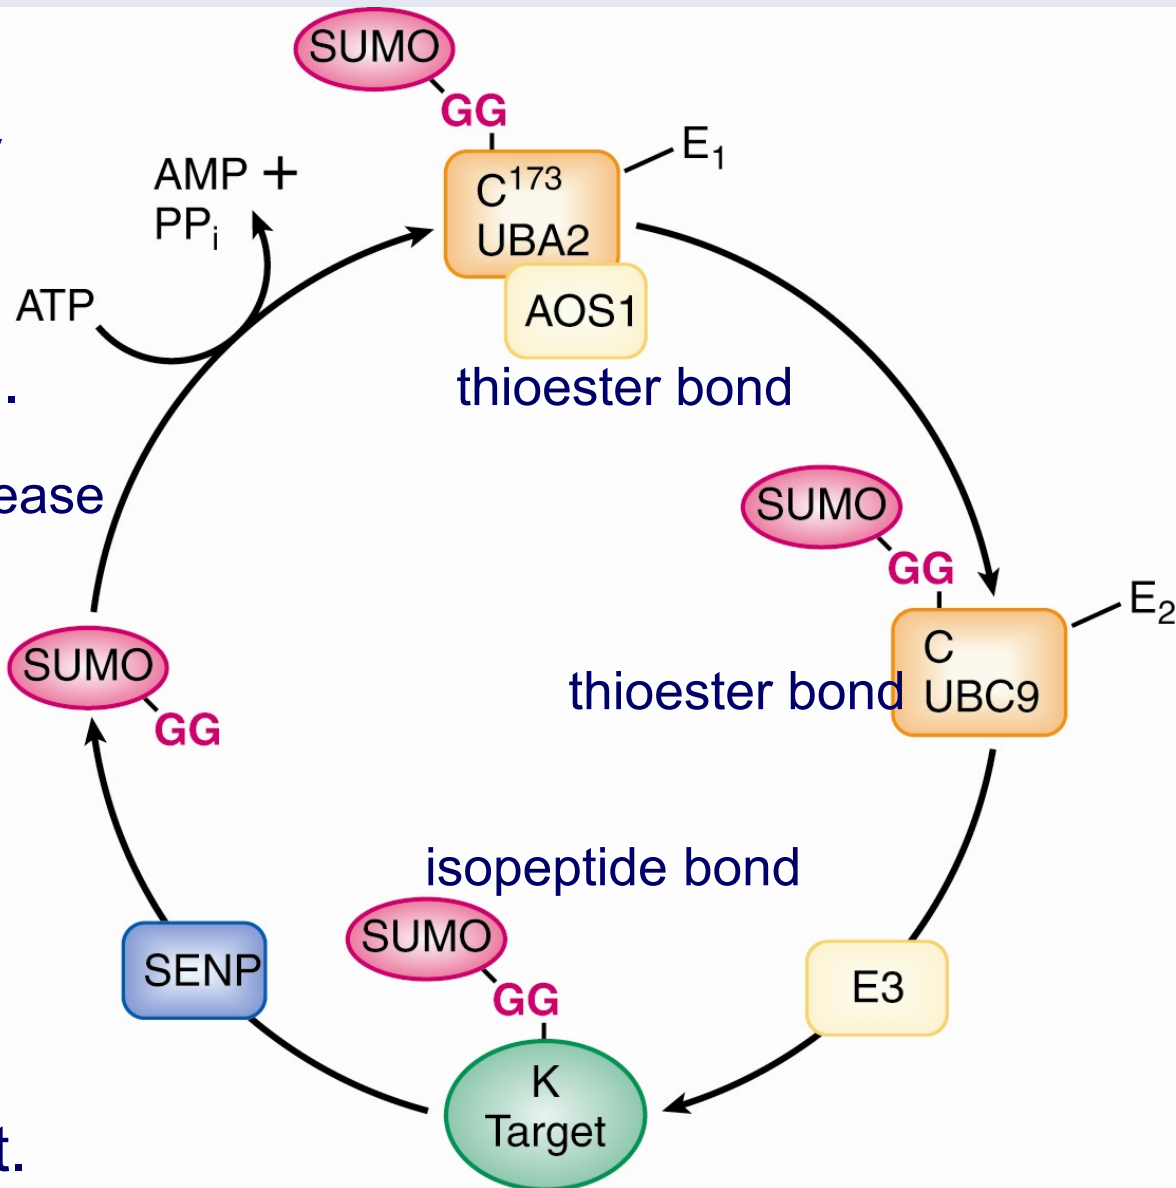 SUMO
GG
E₁
C¹⁷³
UBA2
AOS1
AMP +
PPᵢ
ATP
thioester bond
.
ease
SUMO
GG
E₂
C
UBC9
thioester bond
SUMO
GG
isopeptide bond
SUMO
GG
SENP
E3
K
Target
t.